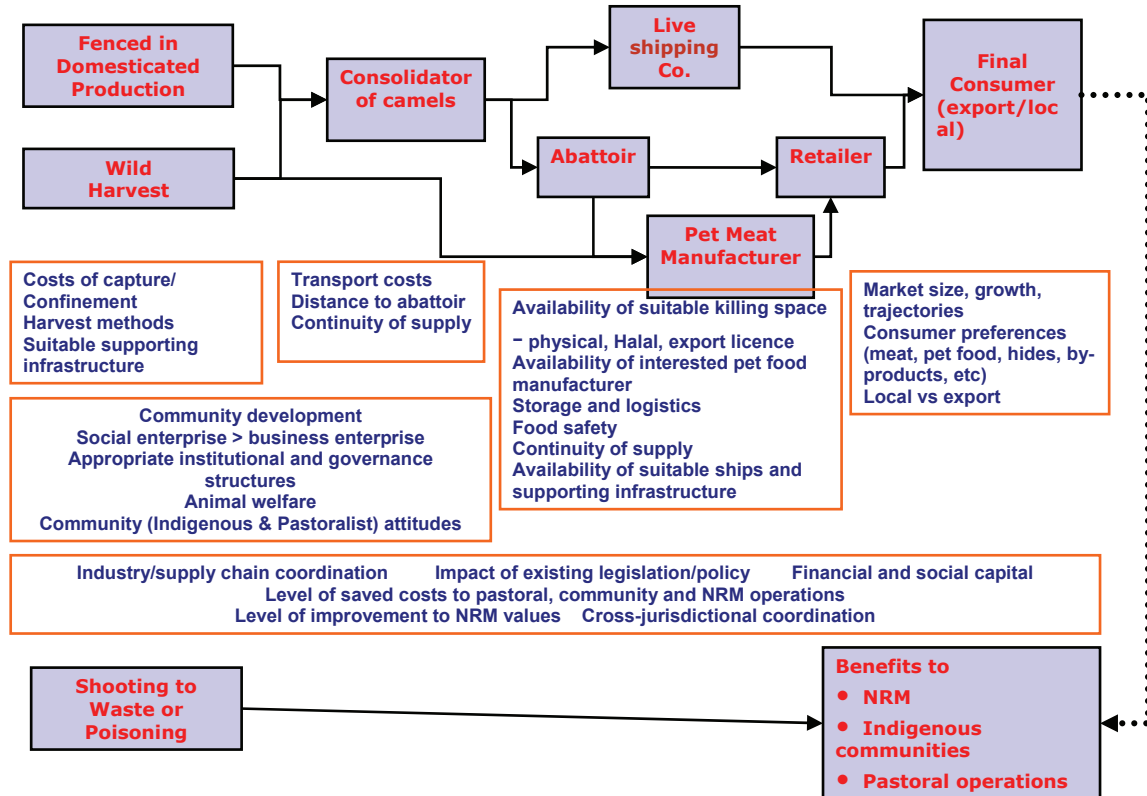 Fenced in
Domesticated
Production
Consolidator
of camels
Live
shipping
Co.
Final
Consumer
(export/loc
al)
Wild
Harvest
Abattoir
Retailer
Pet Meat
Manufacturer
Costs of capture/
Confinement
Harvest methods
Suitable supporting
infrastructure
Transport costs
Distance to abattoir
Continuity of supply
Availability of suitable killing space
– physical, Halal, export licence
Availability of interested pet food
manufacturer
Storage and logistics
Food safety
Continuity of supply
Availability of suitable ships and
supporting infrastructure
Market size, growth,
trajectories
Consumer preferences
(meat, pet food, hides, by-
products, etc)
Local vs export
Community development
Social enterprise > business enterprise
Appropriate institutional and governance
structures
Animal welfare
Community (Indigenous & Pastoralist) attitudes
Industry/supply chain coordination Impact of existing legislation/policy Financial and social capital
Level of saved costs to pastoral, community and NRM operations
Level of improvement to NRM values Cross-jurisdictional coordination
Shooting to
Waste or
Poisoning
Benefits to
• NRM
• Indigenous
communities
• Pastoral operations